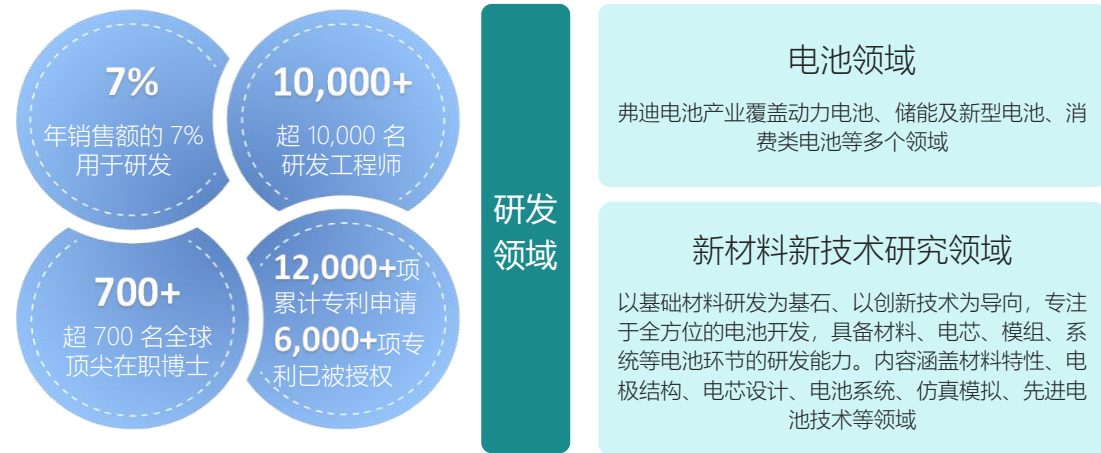 7%
年销售额的 7%
用于研发
10,000+
超 10,000 名
研发工程师
700+
超 700 名全球
顶尖在职博士
12,000+项
累计专利申请
6,000+项专
利已被授权
研发
领域
电池领域
弗迪电池产业覆盖动力电池、储能及新型电池、消
费类电池等多个领域
新材料新技术研究领域
以基础材料研发为基石、以创新技术为导向，专注
于全方位的电池开发，具备材料、电芯、模组、系
统等电池环节的研发能力。内容涵盖材料特性、电
极结构、电芯设计、电池系统、仿真模拟、先进电
池技术等领域